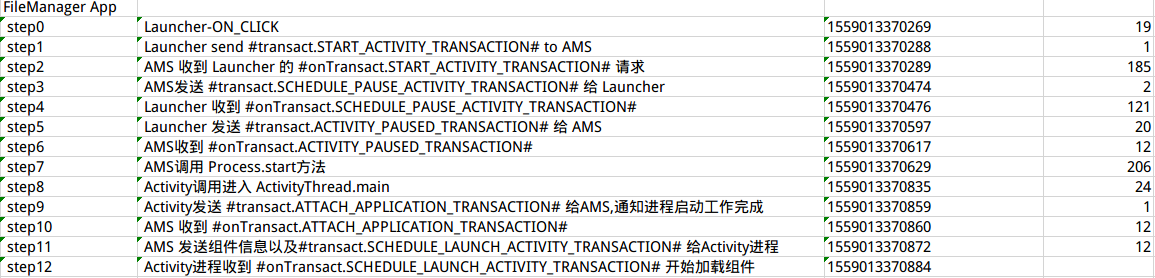 FileManager App
step0 Launcher-ON_CLICK 1559013370269 19
step1 Launcher send #transact.START_ACTIVITY_TRANSACTION# to AMS 1559013370288 1
step2 AMS 收到 Launcher 的 #onTransact.START_ACTIVITY_TRANSACTION# 请求 1559013370289 185
step3 AMS发送 #transact.SCHEDULE_PAUSE_ACTIVITY_TRANSACTION# 给 Launcher 1559013370474 2
step4 Launcher 收到 #onTransact.SCHEDULE_PAUSE_ACTIVITY_TRANSACTION# 1559013370476 121
step5 Launcher 发送 #transact.ACTIVITY_PAUSED_TRANSACTION# 给 AMS 1559013370597 20
step6 AMS收到 #onTransact.ACTIVITY_PAUSED_TRANSACTION# 1559013370617 12
step7 AMS调用 Process.start方法 1559013370629 206
step8 Activity调用进入 ActivityThread.main 1559013370835 24
step9 Activity发送 #transact.ATTACH_APPLICATION_TRANSACTION# 给AMS,通知进程启动工作完成 1559013370859 1
step10 AMS 收到 #onTransact.ATTACH_APPLICATION_TRANSACTION# 1559013370860 12
step11 AMS 发送组件信息以及#transact.SCHEDULE_LAUNCH_ACTIVITY_TRANSACTION# 给Activity进程 1559013370872 12
step12 Activity进程收到 #onTransact.SCHEDULE_LAUNCH_ACTIVITY_TRANSACTION# 开始加载组件 1559013370884